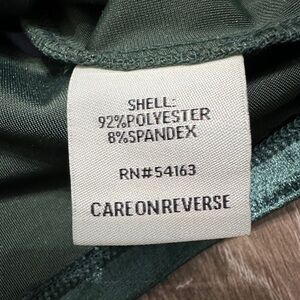 SHELL:
92%POLYESTER
8%SPANDEX
RN#54163
CAREONREVERSE